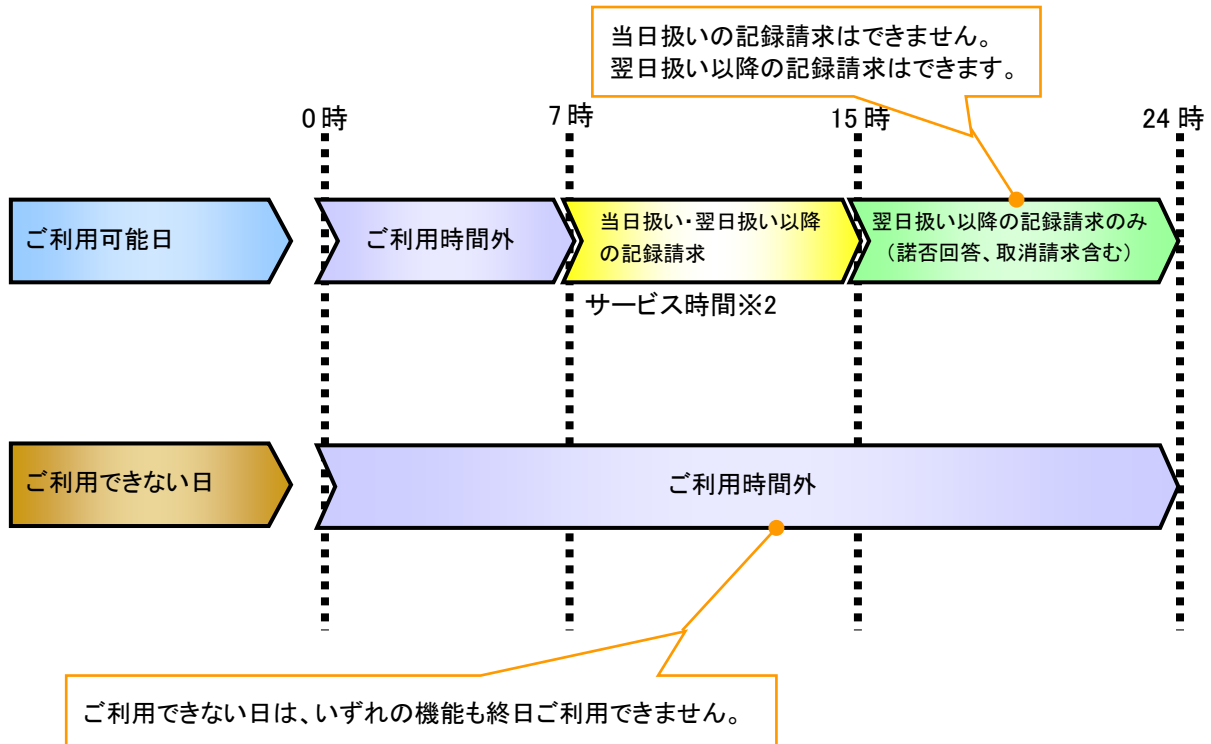 当日扱いの記録請求はできません。
翌日扱い以降の記録請求はできます。
0時
7時
15時
24時
ご利用可能日
ご利用時間外
当日扱い・翌日扱い以降
の記録請求
翌日扱い以降の記録請求のみ
（諾否回答、取消請求含む）
サービス時間※2
ご利用できない日
ご利用時間外
ご利用できない日は、いずれの機能も終日ご利用できません。